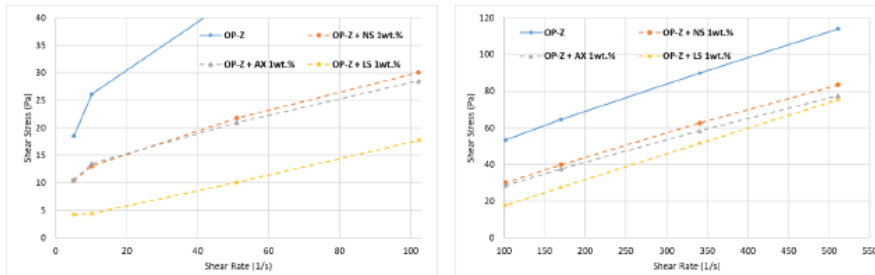 40
35
30
25
20
15
10
5
0
Shear Stress (Pa)
OP-Z
OP-Z + NS 1wt.%
OP-Z + AX 1wt.%
OP-Z + LS 1wt.%
0 20 40 60 80 100
Shear Rate (1/s)
120
100
80
60
40
20
0
Shear Stress (Pa)
OP-Z
OP-Z + NS 1wt.%
OP-Z + AX 1wt.%
OP-Z + LS 1wt.%
100 150 200 250 300 350 400 450 500 550
Shear Rate (1/s)